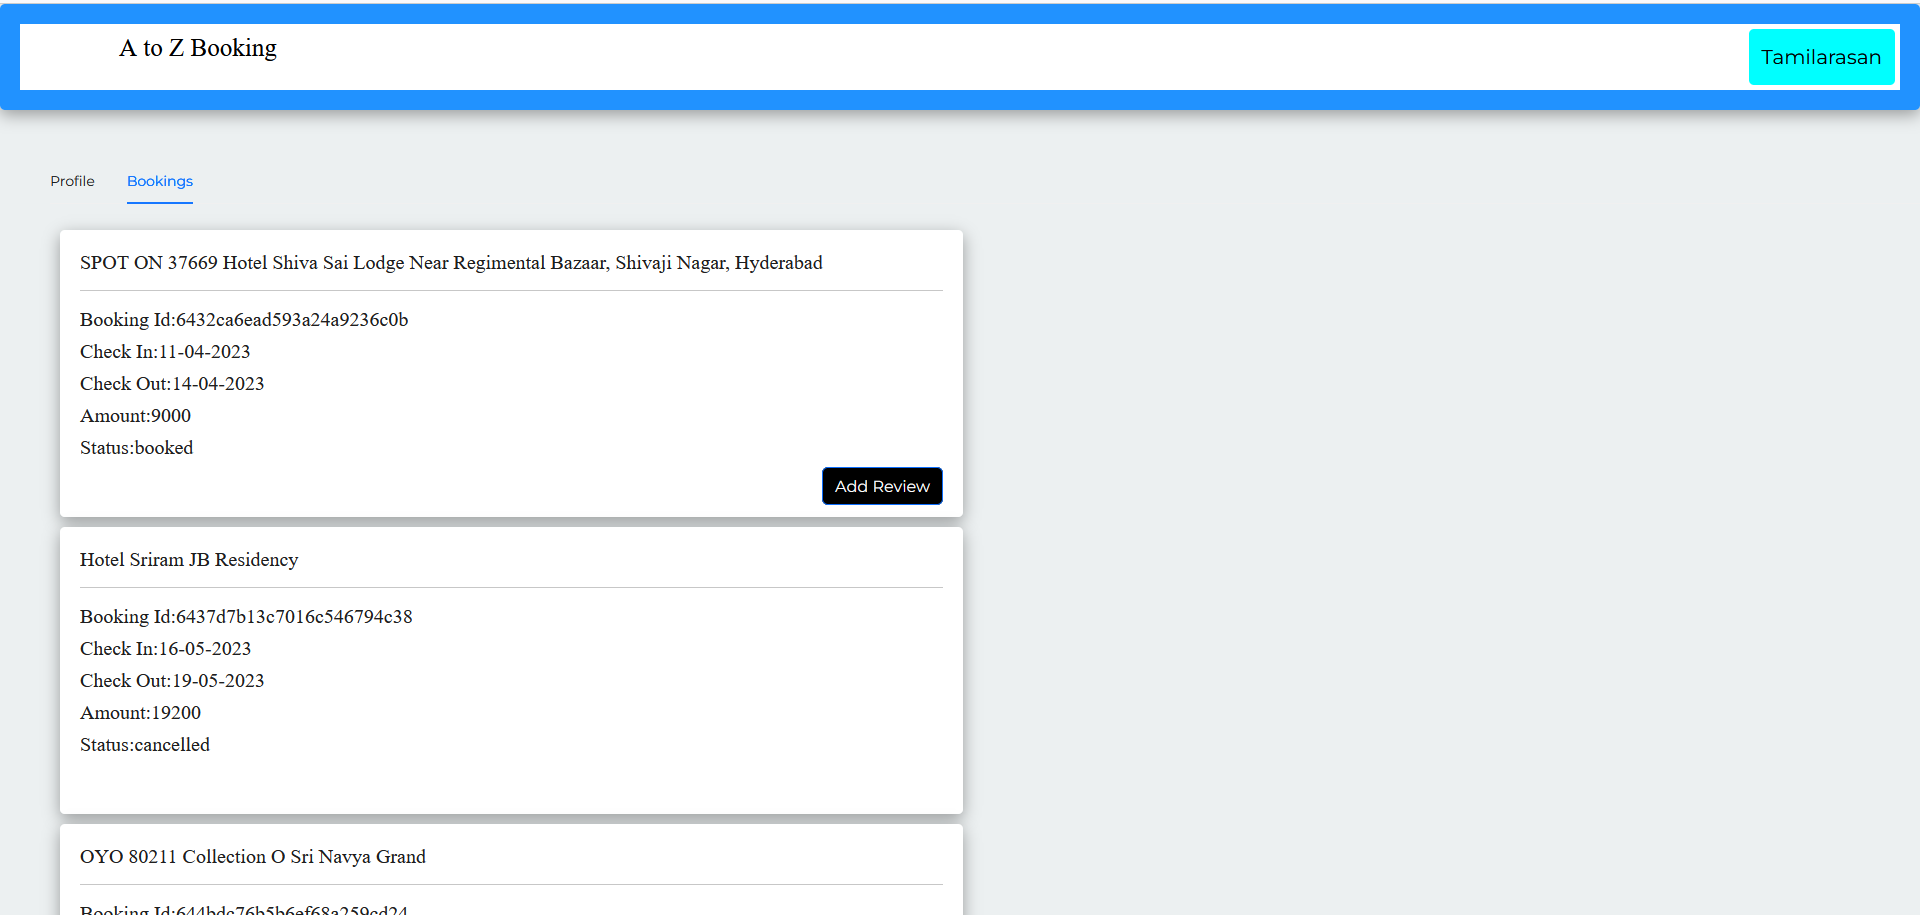 A to Z Booking
Tamilarasan
Profile
Bookings
SPOT ON 37669 Hotel Shiva Sai Lodge Near Regimental Bazaar, Shivaji Nagar, Hyderabad
Booking Id:6432ca6ead593a24a9236c0b
Check In:11-04-2023
Check Out:14-04-2023
Amount:9000
Status:booked
Add Review
Hotel Sriram JB Residency
Booking Id:6437d7b13c7016c546794c38
Check In:16-05-2023
Check Out:19-05-2023
Amount:19200
Status:cancelled
OYO 80211 Collection O Sri Navya Grand
Booking Id:644bdc76b5b6ef68a259cd24